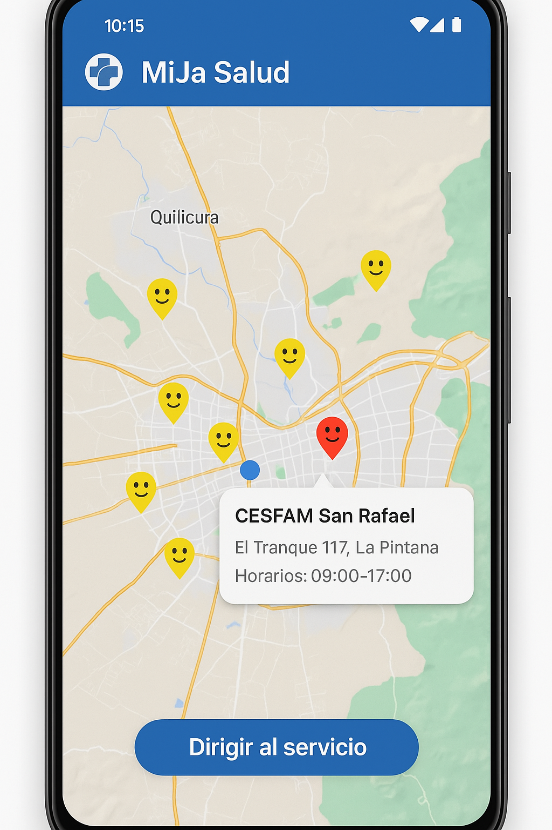 10:15
MiJa Salud
Quilicura
CESFAM San Rafael
El Tranque 117, La Pintana
Horarios: 09:00-17:00
Dirigir al servicio